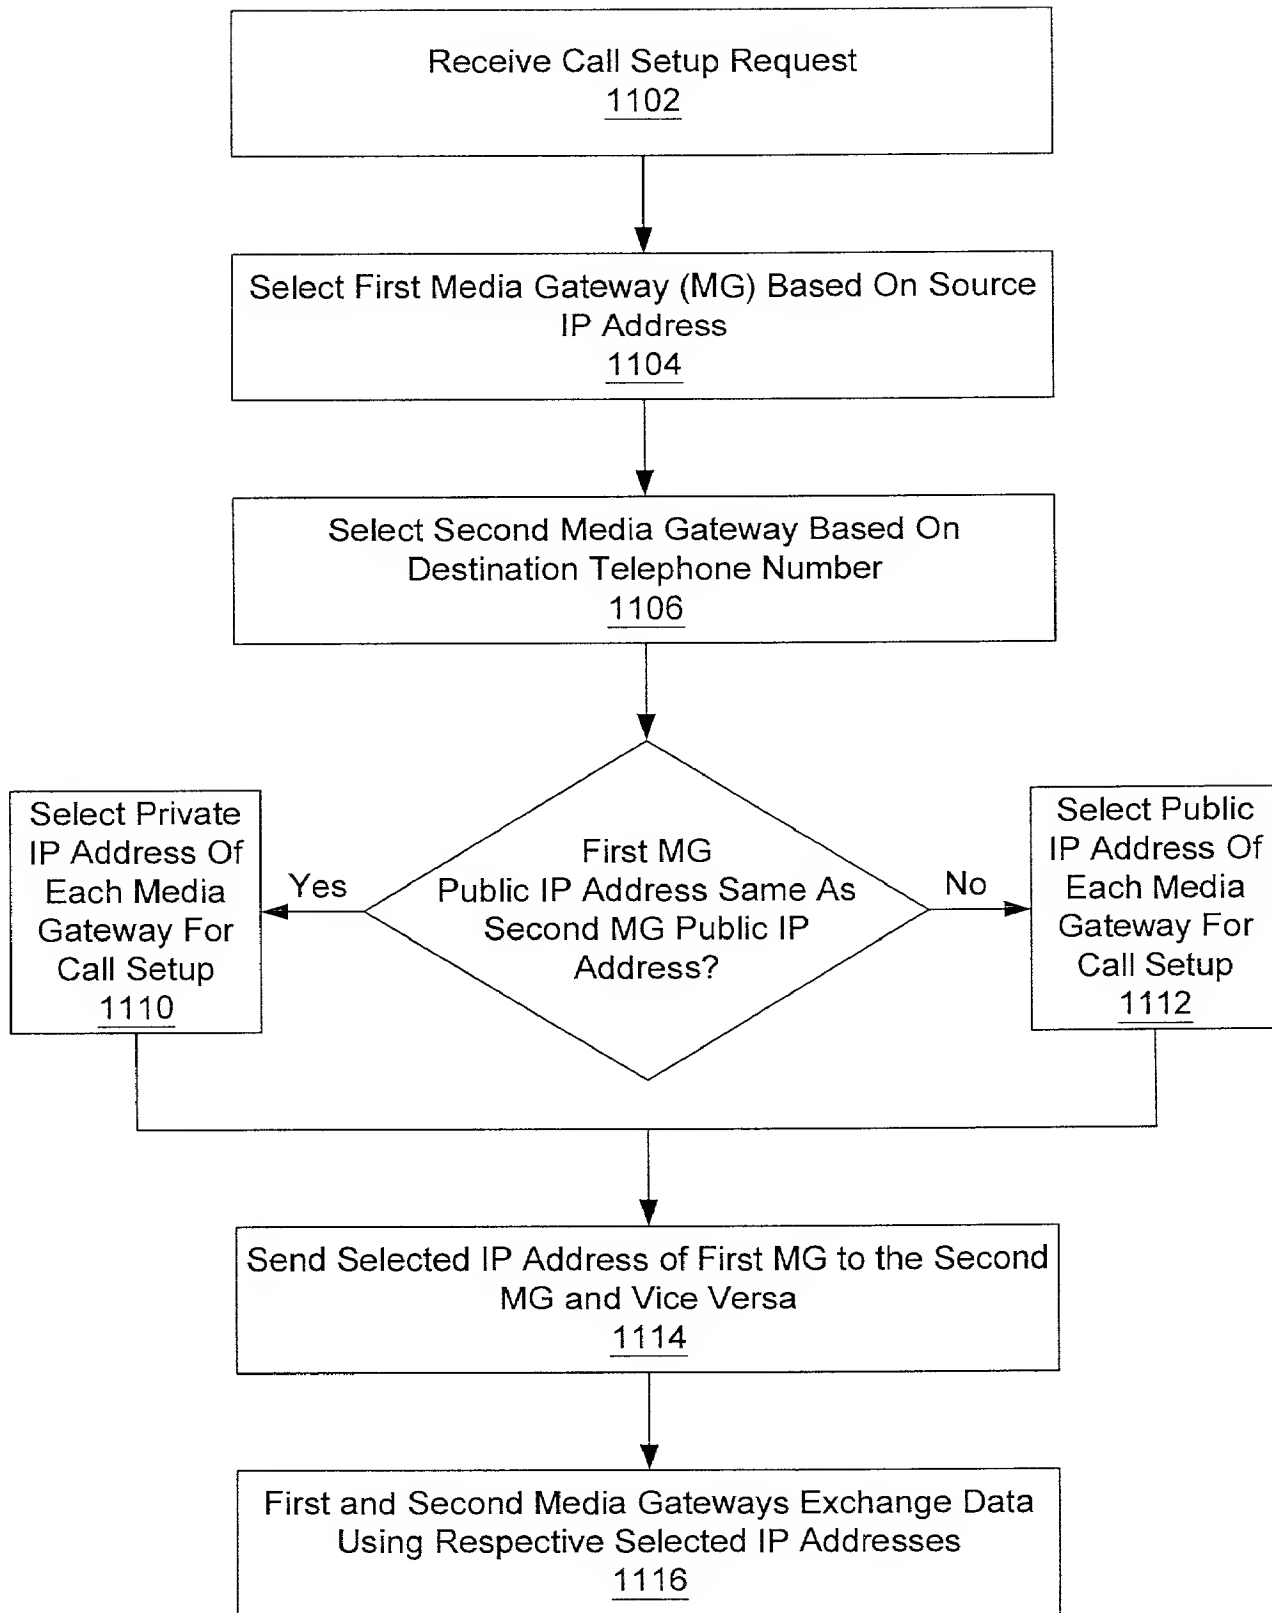 Receive Call Setup Request
1102
Select First Media Gateway (MG) Based On Source
IP Address
1104
Select Second Media Gateway Based On
Destination Telephone Number
1106
First MG
Public IP Address Same As
Second MG Public IP
Address?
Yes
No
Select Private
IP Address Of
Each Media
Gateway For
Call Setup
1110
Select Public
IP Address Of
Each Media
Gateway For
Call Setup
1112
Send Selected IP Address of First MG to the Second
MG and Vice Versa
1114
First and Second Media Gateways Exchange Data
Using Respective Selected IP Addresses
1116